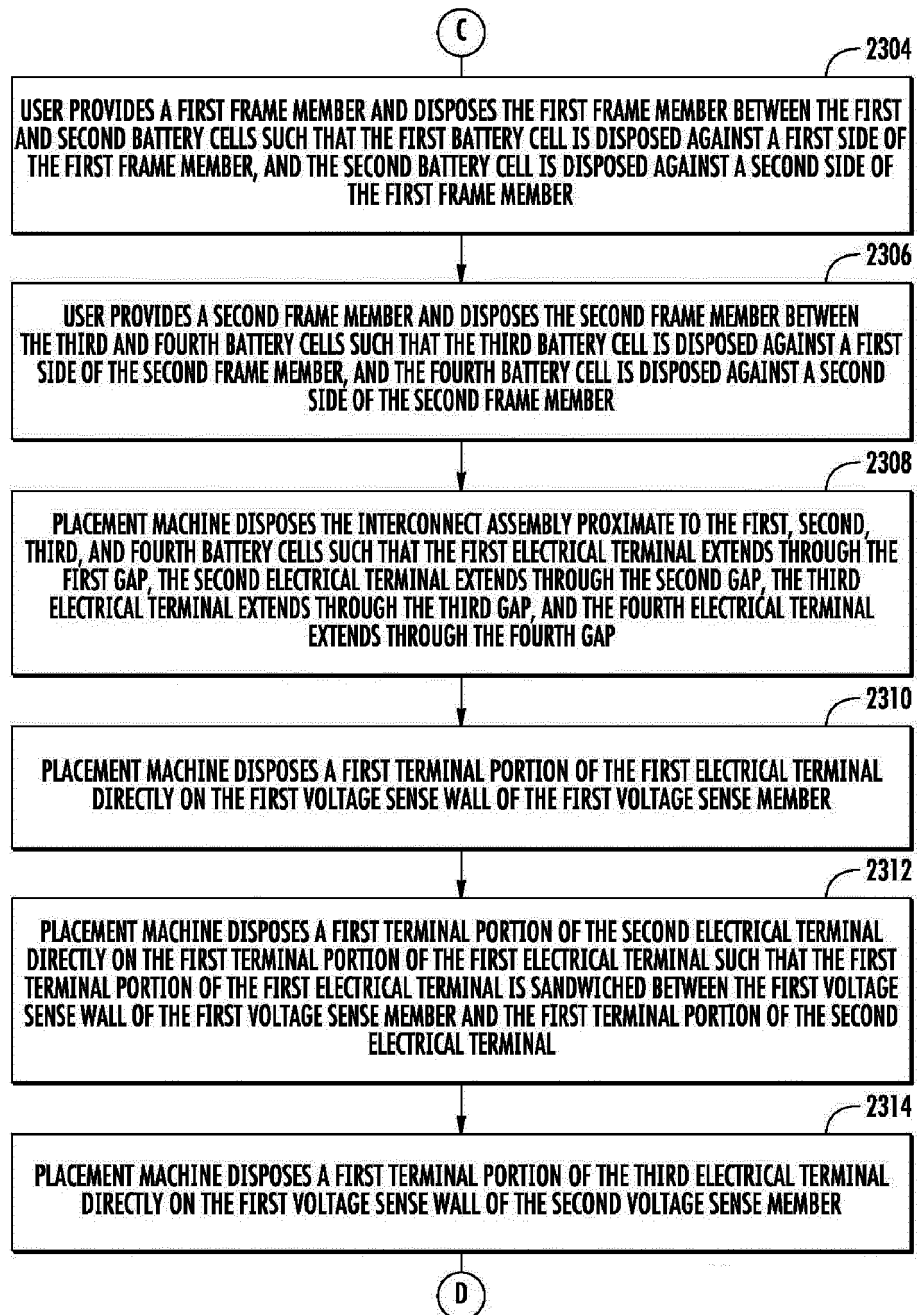 C
2304
USER PROVIDES A FIRST FRAME MEMBER AND DISPOSES THE FIRST FRAME MEMBER BETWEEN THE FIRST
AND SECOND BATTERY CELLS SUCH THAT THE FIRST BATTERY CELL IS DISPOSED AGAINST A FIRST SIDE OF
THE FIRST FRAME MEMBER, AND THE SECOND BATTERY CELL IS DISPOSED AGAINST A SECOND SIDE OF
THE FIRST FRAME MEMBER
2306
USER PROVIDES A SECOND FRAME MEMBER AND DISPOSES THE SECOND FRAME MEMBER BETWEEN
THE THIRD AND FOURTH BATTERY CELLS SUCH THAT THE THIRD BATTERY CELL IS DISPOSED AGAINST A FIRST
SIDE OF THE SECOND FRAME MEMBER, AND THE FOURTH BATTERY CELL IS DISPOSED AGAINST A SECOND
SIDE OF THE SECOND FRAME MEMBER
2308
PLACEMENT MACHINE DISPOSES THE INTERCONNECT ASSEMBLY PROXIMATE TO THE FIRST, SECOND,
THIRD, AND FOURTH BATTERY CELLS SUCH THAT THE FIRST ELECTRICAL TERMINAL EXTENDS THROUGH THE
FIRST GAP, THE SECOND ELECTRICAL TERMINAL EXTENDS THROUGH THE SECOND GAP, THE THIRD
ELECTRICAL TERMINAL EXTENDS THROUGH THE THIRD GAP, AND THE FOURTH ELECTRICAL TERMINAL
EXTENDS THROUGH THE FOURTH GAP
2310
PLACEMENT MACHINE DISPOSES A FIRST TERMINAL PORTION OF THE FIRST ELECTRICAL TERMINAL
DIRECTLY ON THE FIRST VOLTAGE SENSE WALL OF THE FIRST VOLTAGE SENSE MEMBER
2312
PLACEMENT MACHINE DISPOSES A FIRST TERMINAL PORTION OF THE SECOND ELECTRICAL TERMINAL
DIRECTLY ON THE FIRST TERMINAL PORTION OF THE FIRST ELECTRICAL TERMINAL SUCH THAT THE FIRST
TERMINAL PORTION OF THE FIRST ELECTRICAL TERMINAL IS SANDWICHED BETWEEN THE FIRST VOLTAGE
SENSE WALL OF THE FIRST VOLTAGE SENSE MEMBER AND THE FIRST TERMINAL PORTION OF THE SECOND
ELECTRICAL TERMINAL
2314
PLACEMENT MACHINE DISPOSES A FIRST TERMINAL PORTION OF THE THIRD ELECTRICAL TERMINAL
DIRECTLY ON THE FIRST VOLTAGE SENSE WALL OF THE SECOND VOLTAGE SENSE MEMBER
D